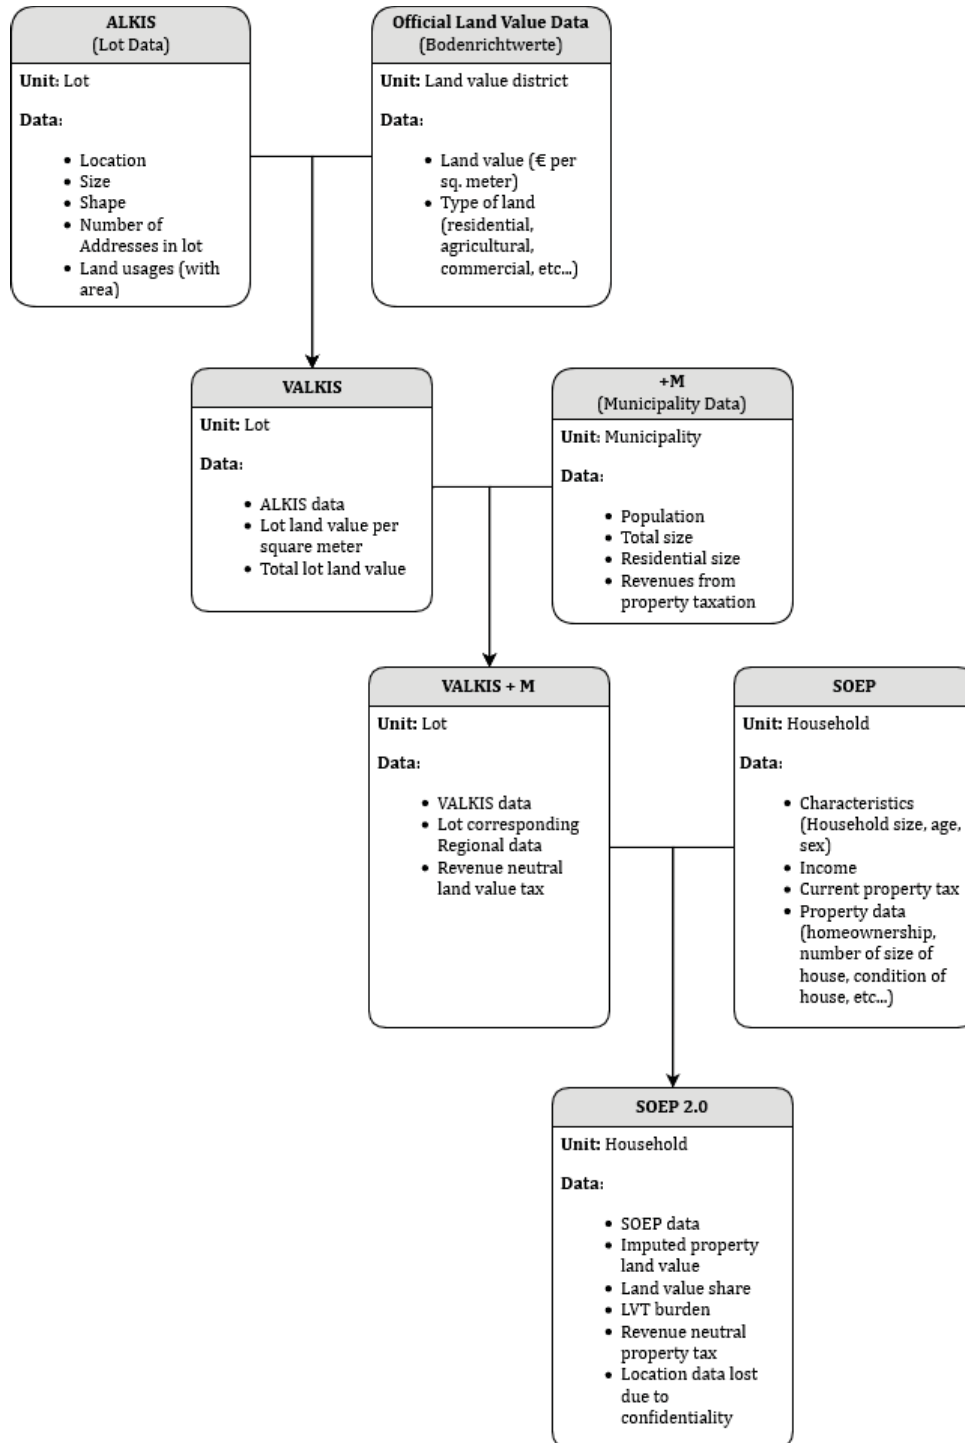 ALKIS
(Lot Data)
Unit: Lot
Data:
• Location
• Size
• Shape
• Number of
Addresses in lot
• Land usages (with
area)
Official Land Value Data
(Bodenrichtwerte)
Unit: Land value district
Data:
• Land value (€ per
sq. meter)
• Type of land
(residential,
agricultural,
commercial, etc...)
VALKIS
Unit: Lot
Data:
• ALKIS data
• Lot land value per
square meter
• Total lot land value
+M
(Municipality Data)
Unit: Municipality
Data:
• Population
• Total size
• Residential size
• Revenues from
property taxation
VALKIS + M
Unit: Lot
Data:
• VALKIS data
• Lot corresponding
Regional data
• Revenue neutral
land value tax
SOEP
Unit: Household
Data:
• Characteristics
(Household size, age,
sex)
• Income
• Current property tax
• Property data
(homeownership,
number of size of
house, condition of
house, etc...)
SOEP 2.0
Unit: Household
Data:
• SOEP data
• Imputed property
land value
• Land value share
• LVT burden
• Revenue neutral
property tax
• Location data lost
due to
confidentiality